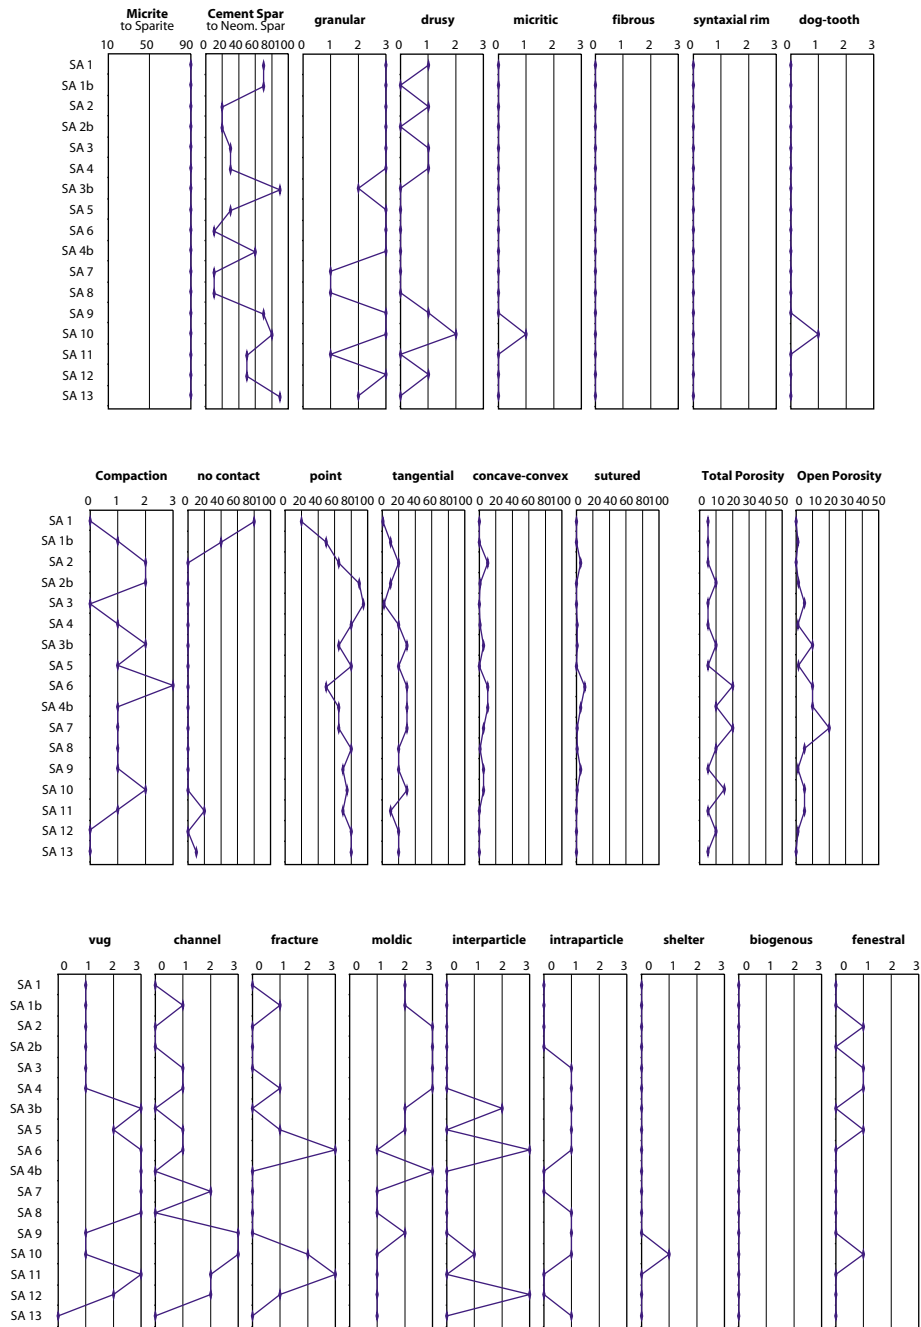 Micrite Cement Spar granular drusy micritic fibrous syntaxial rim dog-tooth
to Sparite to Neom. Spar
10 50 90 0 20 40 60 80100 0 1 2 3 0 1 2 3 0 1 2 3 0 1 2 3 0 1 2 3 0 1 2 3
SA 1
SA 1b
SA 2
SA 2b
SA 3
SA 4
SA 3b
SA 5
SA 6
SA 4b
SA 7
SA 8
SA 9
SA 10
SA 11
SA 12
SA 13
Compaction no contact point tangential concave-convex sutured Total Porosity Open Porosity
0 1 2 3 0 20 40 60 80100 0 20 40 60 80100 0 20 40 60 80100 0 20 40 60 80100 0 20 40 60 80100 0 10 20 30 40 50 0 10 20 30 40 50
SA 1
SA 1b
SA 2
SA 2b
SA 3
SA 4
SA 3b
SA 5
SA 6
SA 4b
SA 7
SA 8
SA 9
SA 10
SA 11
SA 12
SA 13
vug channel fracture moldic interparticle intraparticle shelter biogenous fenestral
0 1 2 3 0 1 2 3 0 1 2 3 0 1 2 3 0 1 2 3 0 1 2 3 0 1 2 3 0 1 2 3 0 1 2 3
SA 1
SA 1b
SA 2
SA 2b
SA 3
SA 4
SA 3b
SA 5
SA 6
SA 4b
SA 7
SA 8
SA 9
SA 10
SA 11
SA 12
SA 13